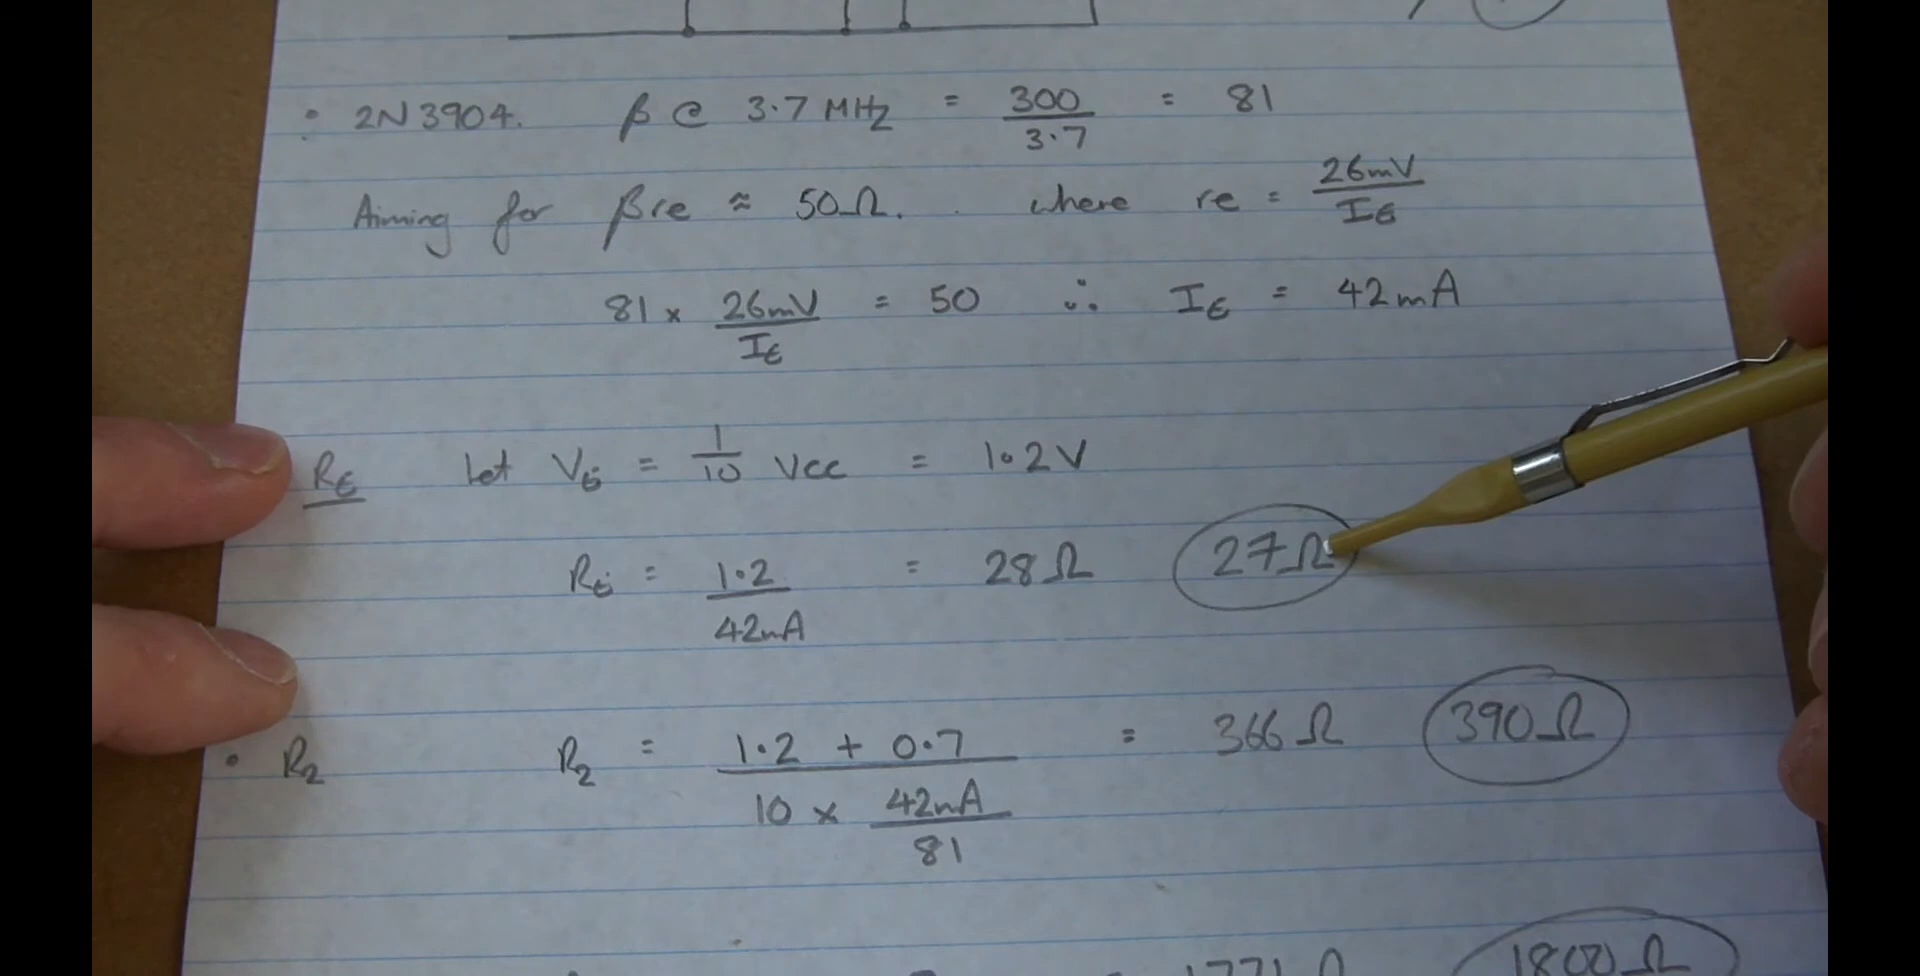 2N3904. β @ 3.7 MHz = 300/3.7 = 81
Aiming for βre ≈ 50Ω. where re = 26mV/IE
81 × 26mV/IE = 50 ∴ IE = 42mA
RE Let VE = 1/10 Vcc = 1.2V
RE = 1.2/42mA = 28Ω 27Ω
R2 R2 = 1.2 + 0.7 / 10 × 42mA/81 = 366Ω 390Ω
1771Ω 1800Ω